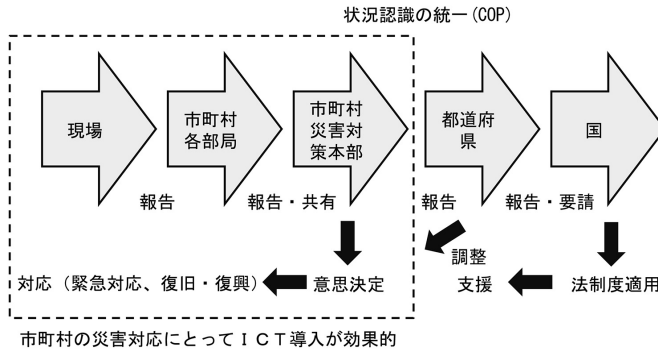 状況認識の統一(COP)
現場
市町村
各部局
市町村
災害対
策本部
都道府
県
国
報告
報告・共有
報告
報告・要請
調整
対応（緊急対応、復旧・復興）
意思決定
支援
法制度適用
市町村の災害対応にとってＩＣＴ導入が効果的